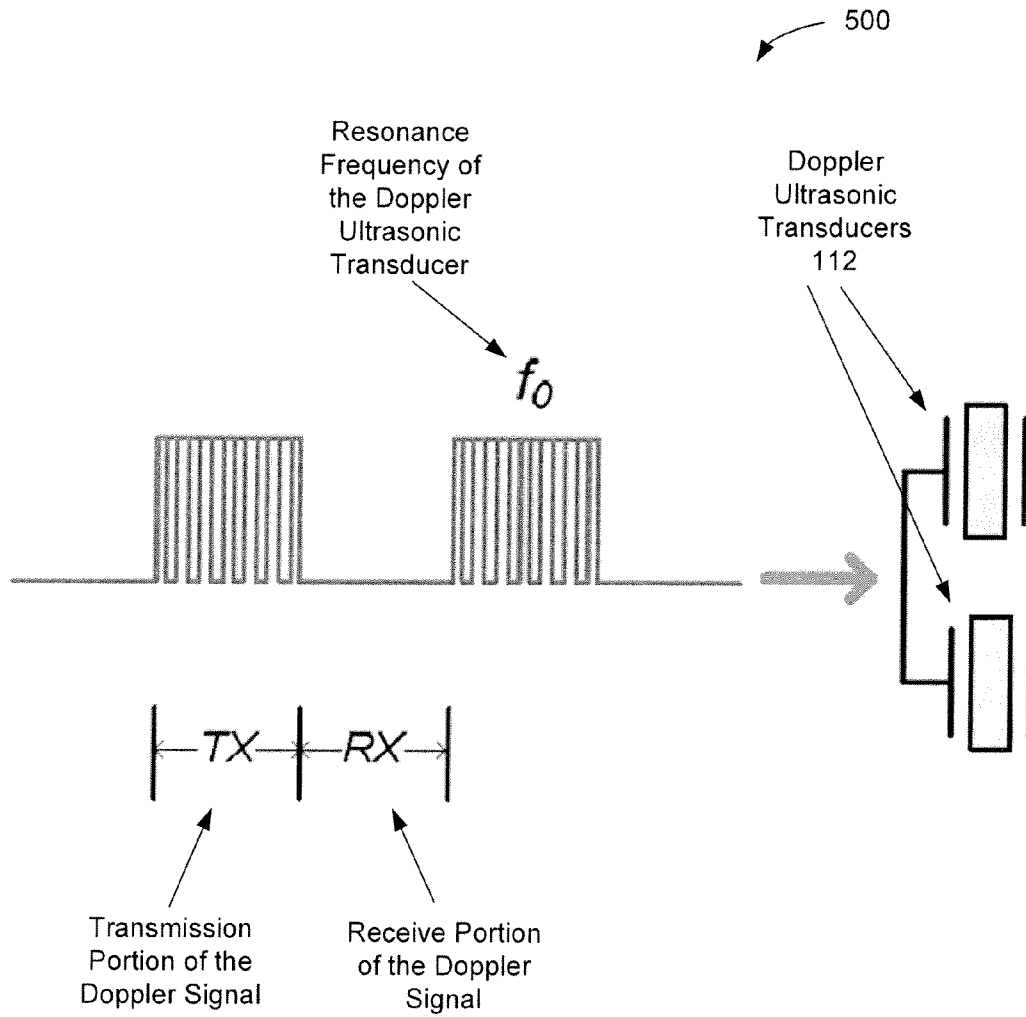 500
Resonance
Frequency of
the Doppler
Ultrasonic
Transducer
Doppler
Ultrasonic
Transducers
112
f0
TX
RX
Transmission
Portion of the
Doppler Signal
Receive Portion
of the Doppler
Signal